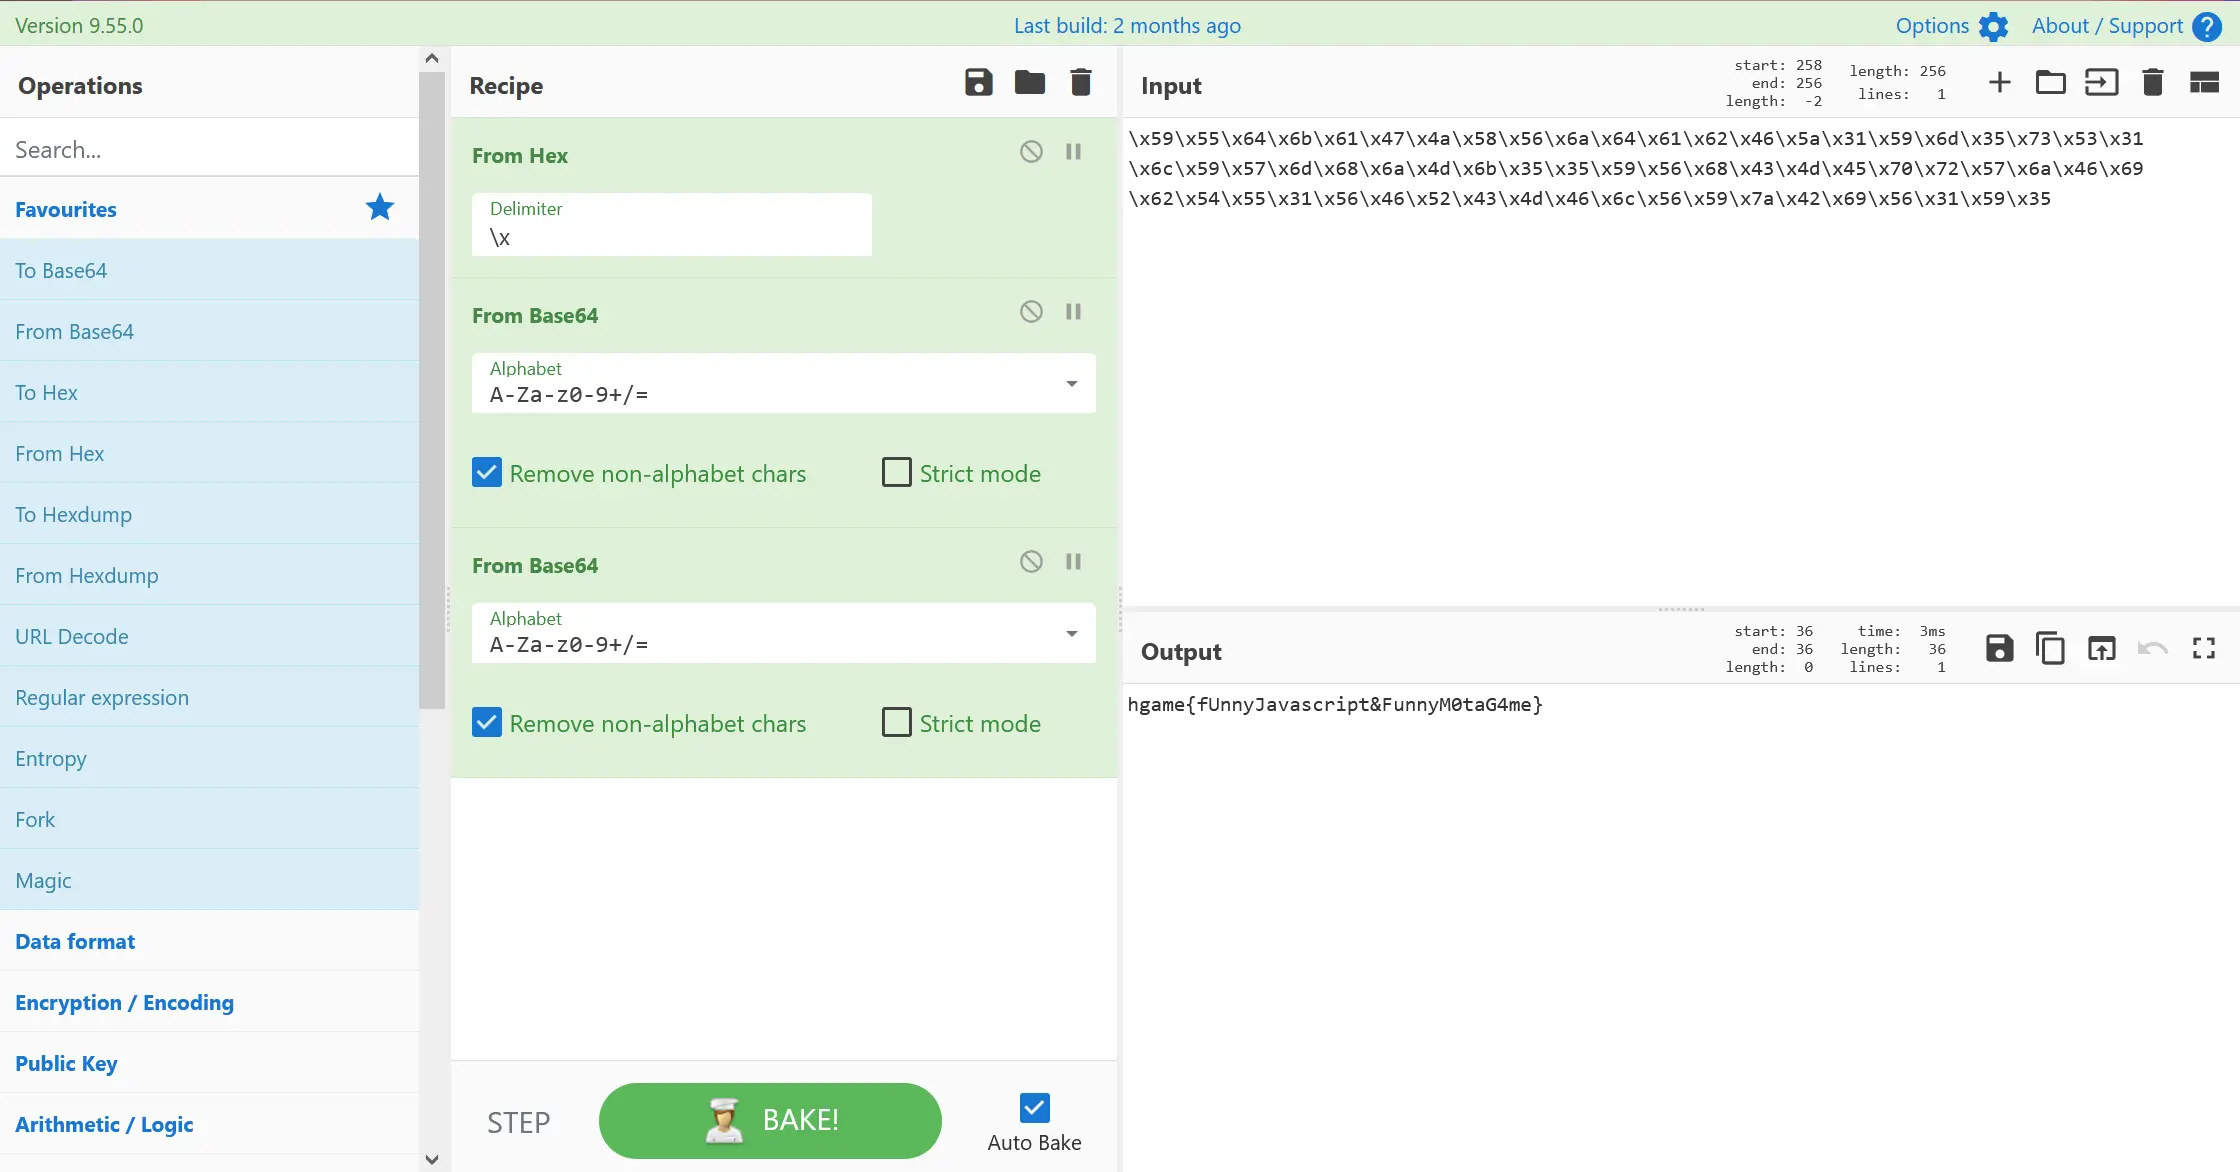 Version 9.55.0
Last build: 2 months ago
Options
About / Support
Operations
Search...
Favourites
To Base64
From Base64
To Hex
From Hex
To Hexdump
From Hexdump
URL Decode
Regular expression
Entropy
Fork
Magic
Data format
Encryption / Encoding
Public Key
Arithmetic / Logic
Recipe
From Hex
Delimiter
\x
From Base64
Alphabet
A-Za-z0-9+/=
Remove non-alphabet chars
Strict mode
From Base64
Alphabet
A-Za-z0-9+/=
Remove non-alphabet chars
Strict mode
STEP
BAKE!
Auto Bake
Input
start: 258
end: 256
length: -2
length: 256
lines: 1
\x59\x55\x64\x6b\x61\x47\x4a\x58\x56\x6a\x64\x61\x62\x46\x5a\x31\x59\x6d\x35\x73\x53\x31
\x6c\x59\x57\x6d\x68\x6a\x4d\x6b\x35\x35\x59\x56\x68\x43\x4d\x45\x70\x72\x57\x6a\x46\x69
\x62\x54\x55\x31\x56\x46\x52\x43\x4d\x46\x6c\x56\x59\x7a\x42\x69\x56\x31\x59\x35
Output
start: 36
end: 36
length: 0
time: 3ms
length: 36
lines: 1
hgame{fUnnyJavascript&FunnyM0taG4me}